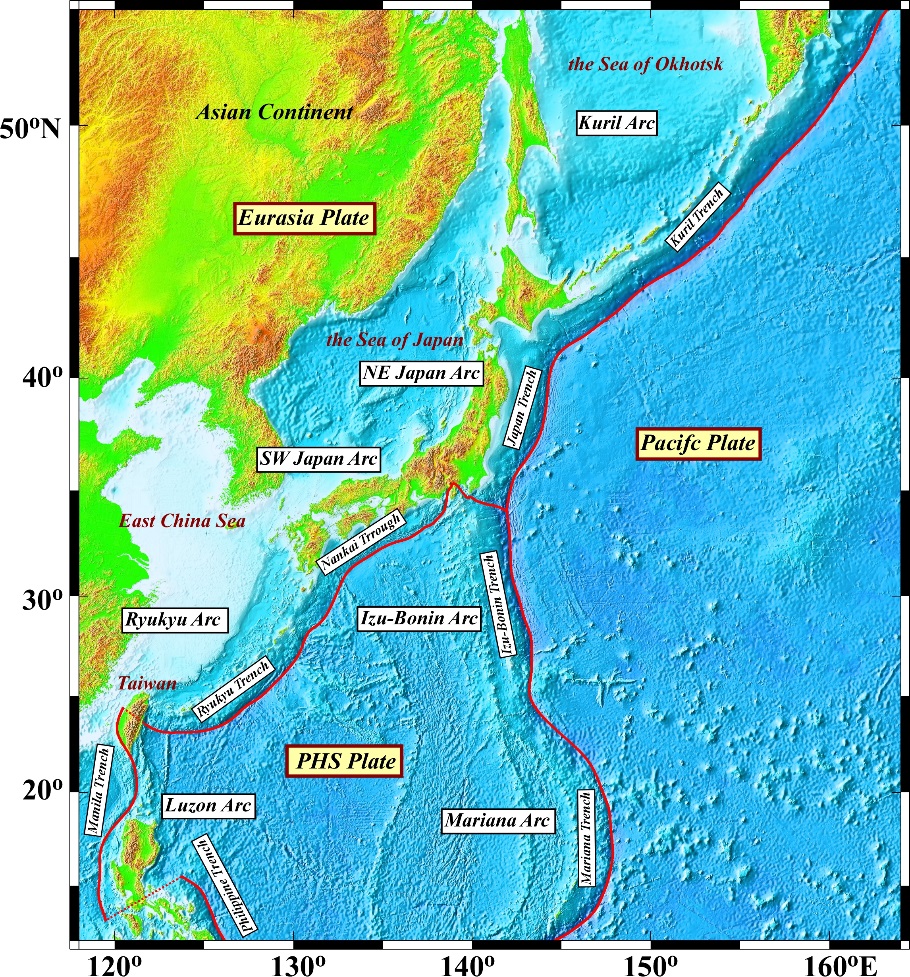 the Sea of Okhotsk
Asian Continent
Kuril Arc
50ºN
Eurasia Plate
Kuril Trench
the Sea of Japan
NE Japan Arc
40º
Japan Trench
Pacifc Plate
SW Japan Arc
East China Sea
Nankai Trrough
30º
Izu-Bonin Trench
Ryukyu Arc
Izu-Bonin Arc
Taiwan
Ryukyu Trench
PHS Plate
20º
Manila Trench
Luzon Arc
Mariana Arc
Mariana Trench
Philippine Trench
120º
130º
140º
150º
160ºE